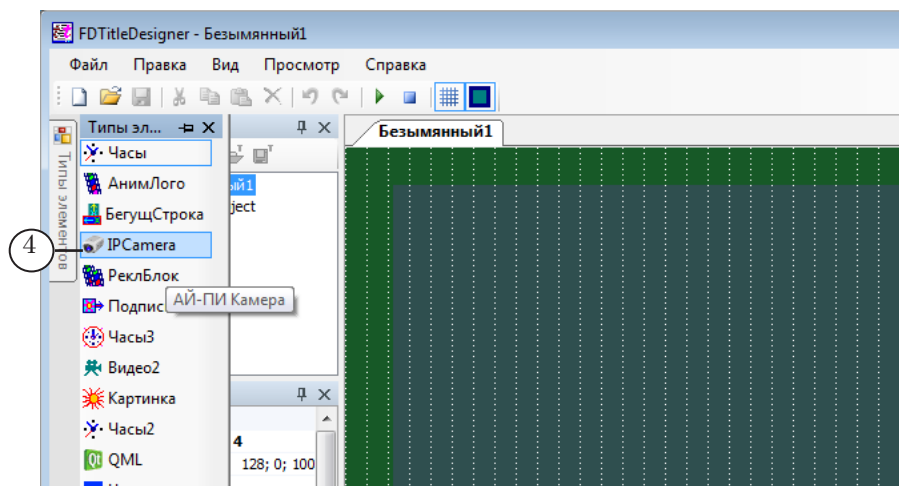 FDTitleDesigner - Безымянный1
Файл Правка Вид Просмотр Справка
Типы эл...
Безымянный1
Типы элементов
Часы
АнимЛого
ый1
БегущСтрока
ject
4
IPCamera
РеклБлок
АЙ-ПИ Камера
Подпис
Часы3
Видео2
Картинка
Часы2
4
QML
128; 0; 100